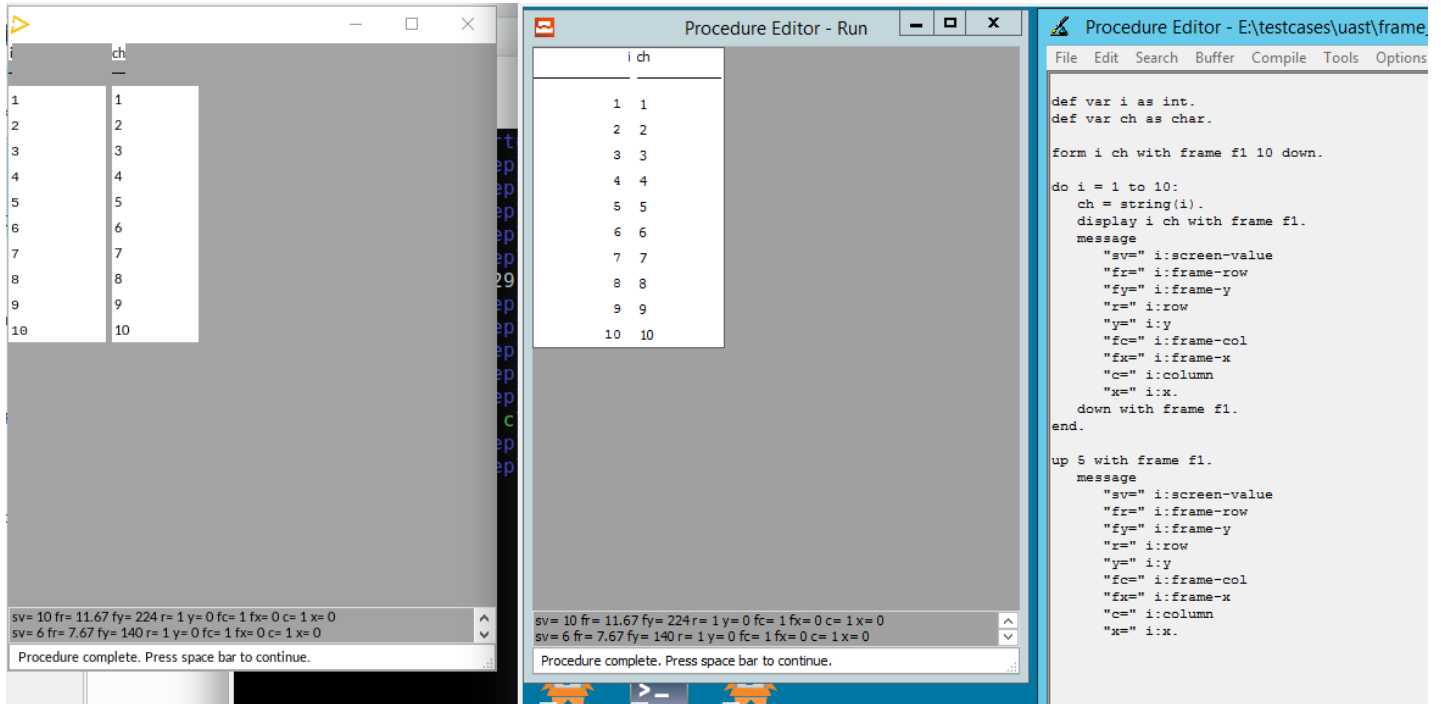 i ch
- —
1 1
2 2
3 3
4 4
5 5
6 6
7 7
8 8
9 9
10 10
sv= 10 fr= 11.67 fy= 224 r= 1 y= 0 fc= 1 fx= 0 c= 1 x= 0
sv= 6 fr= 7.67 fy= 140 r= 1 y= 0 fc= 1 fx= 0 c= 1 x= 0
Procedure complete. Press space bar to continue.
29
c
Procedure Editor - Run
i ch
1 1
2 2
3 3
4 4
5 5
6 6
7 7
8 8
9 9
10 10
sv= 10 fr= 11.67 fy= 224 r= 1 y= 0 fc= 1 fx= 0 c= 1 x= 0
sv= 6 fr= 7.67 fy= 140 r= 1 y= 0 fc= 1 fx= 0 c= 1 x= 0
Procedure complete. Press space bar to continue.
Procedure Editor - E:\testcases\uast\frame_
File Edit Search Buffer Compile Tools Options
def var i as int.
def var ch as char.
form i ch with frame f1 10 down.
do i = 1 to 10:
ch = string(i).
display i ch with frame f1.
message
"sv=" i:screen-value
"fr=" i:frame-row
"fy=" i:frame-y
"r=" i:row
"y=" i:y
"fc=" i:frame-col
"fx=" i:frame-x
"c=" i:column
"x=" i:x.
down with frame f1.
end.
up 5 with frame f1.
message
"sv=" i:screen-value
"fr=" i:frame-row
"fy=" i:frame-y
"r=" i:row
"y=" i:y
"fc=" i:frame-col
"fx=" i:frame-x
"c=" i:column
"x=" i:x.